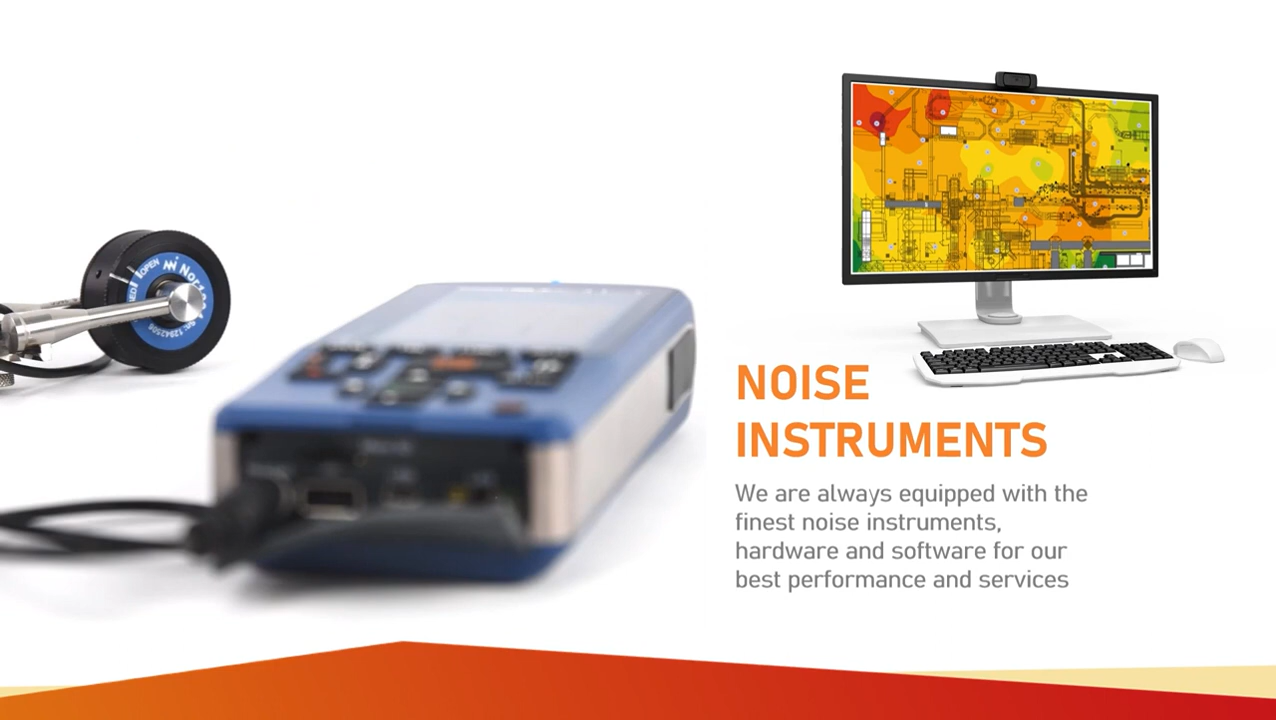 OPEN
NOISE
INSTRUMENTS
We are always equipped with the
finest noise instruments,
hardware and software for our
best performance and services